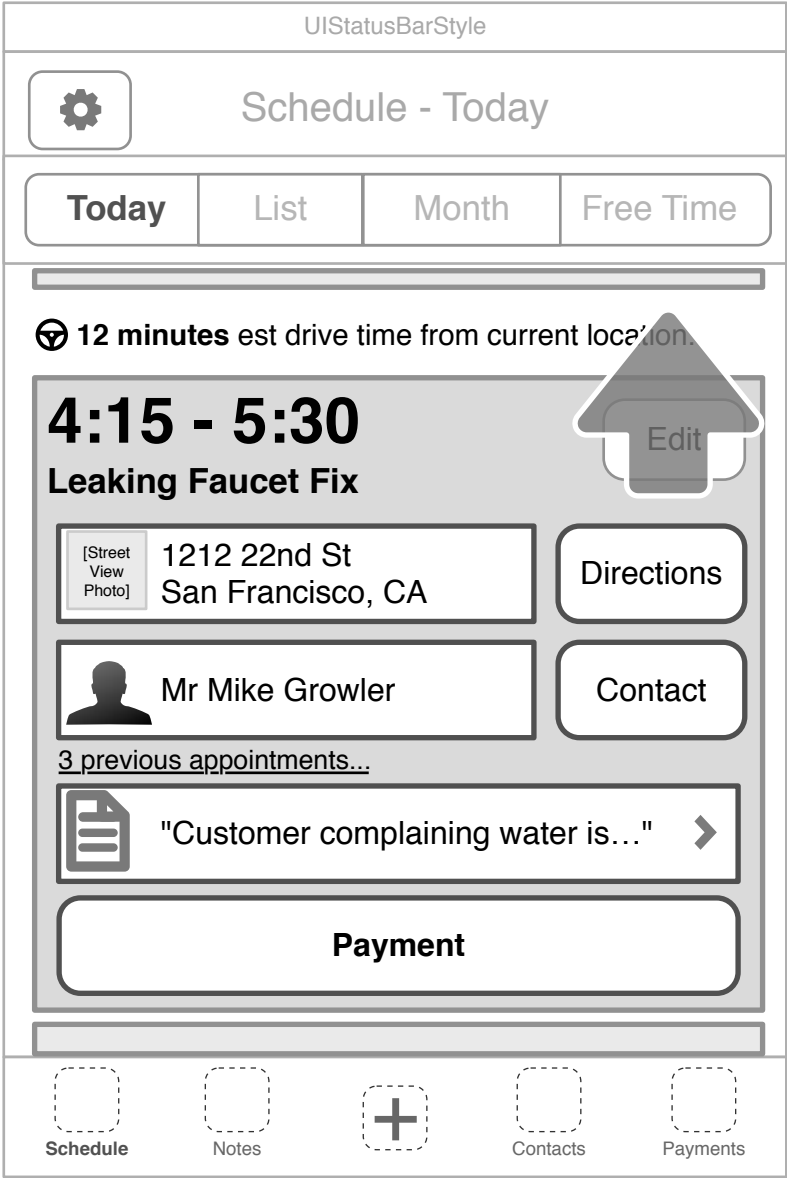 UIStatusBarStyle
Schedule - Today
Today List Month Free Time
12 minutes est drive time from current location.
4:15 - 5:30
Edit
Leaking Faucet Fix
[Street
View
Photo]
1212 22nd St
San Francisco, CA
Directions
Mr Mike Growler
Contact
3 previous appointments...
"Customer complaining water is…"
Payment
Schedule Notes Contacts Payments